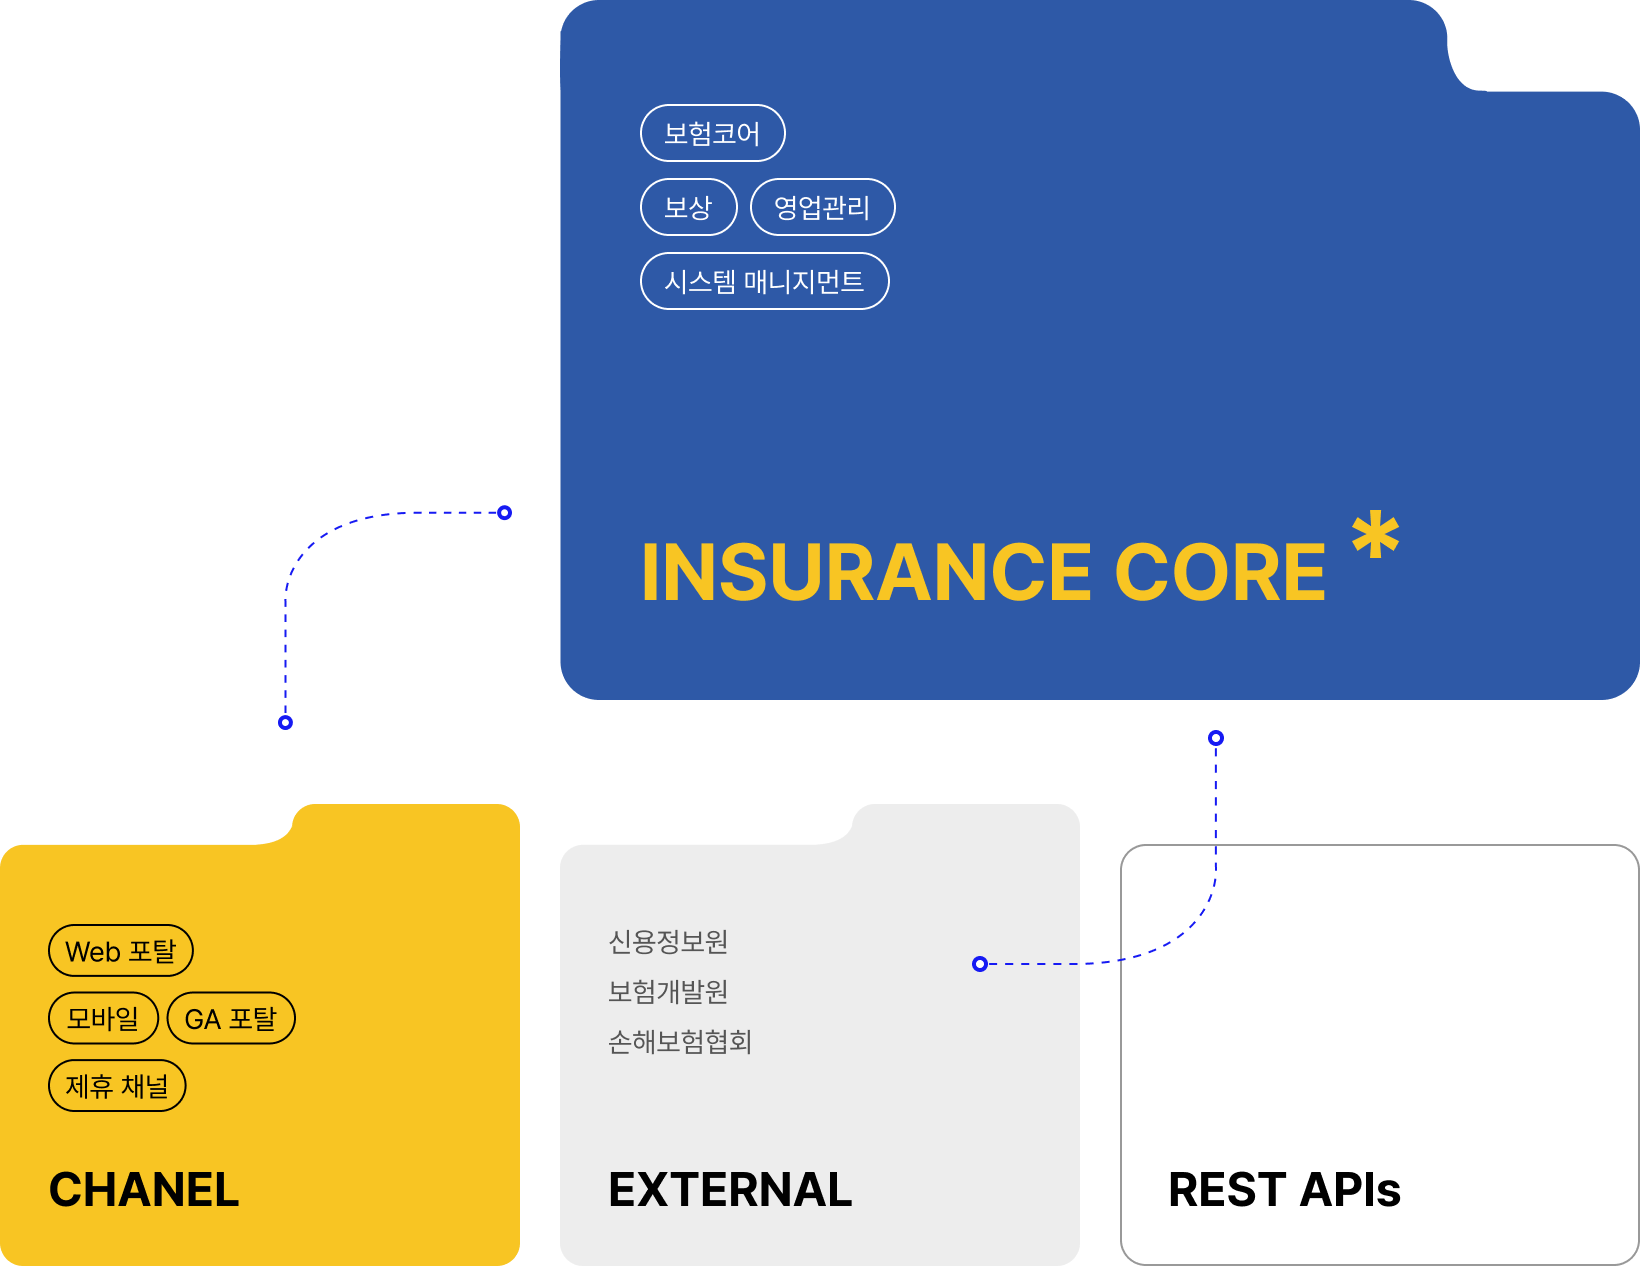 보험코어
보상 영업관리
시스템 매니지먼트
INSURANCE CORE *
Web 포탈
모바일 GA 포탈
제휴 채널
CHANEL
신용정보원
보험개발원
손해보험협회
EXTERNAL
REST APIs